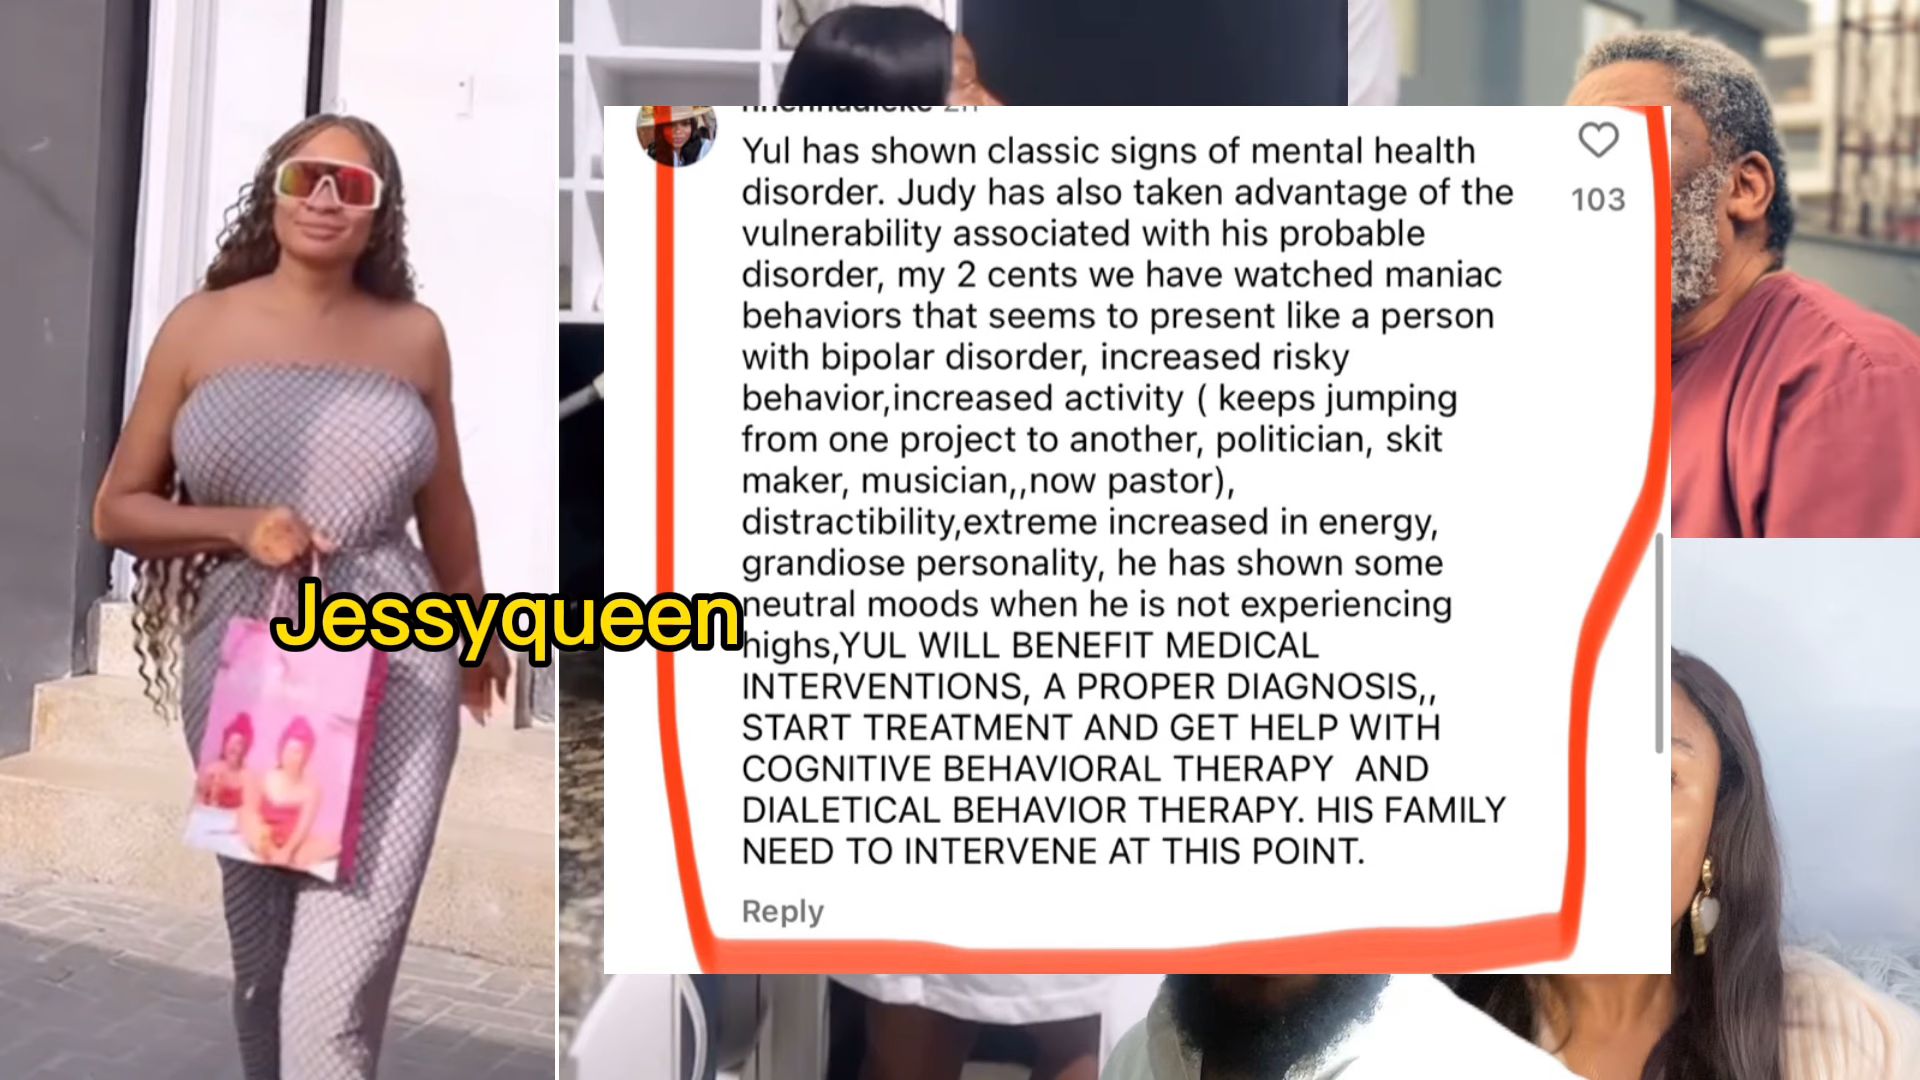 2h
Yul has shown classic signs of mental health
disorder. Judy has also taken advantage of the
vulnerability associated with his probable
disorder, my 2 cents we have watched maniac
behaviors that seems to present like a person
with bipolar disorder, increased risky
behavior,increased activity ( keeps jumping
from one project to another, politician, skit
maker, musician,,now pastor),
distractibility,extreme increased in energy,
grandiose personality, he has shown some
neutral moods when he is not experiencing
highs,YUL WILL BENEFIT MEDICAL
INTERVENTIONS, A PROPER DIAGNOSIS,,
START TREATMENT AND GET HELP WITH
COGNITIVE BEHAVIORAL THERAPY  AND
DIALETICAL BEHAVIOR THERAPY. HIS FAMILY
NEED TO INTERVENE AT THIS POINT.
Reply
103
Jessyqueen